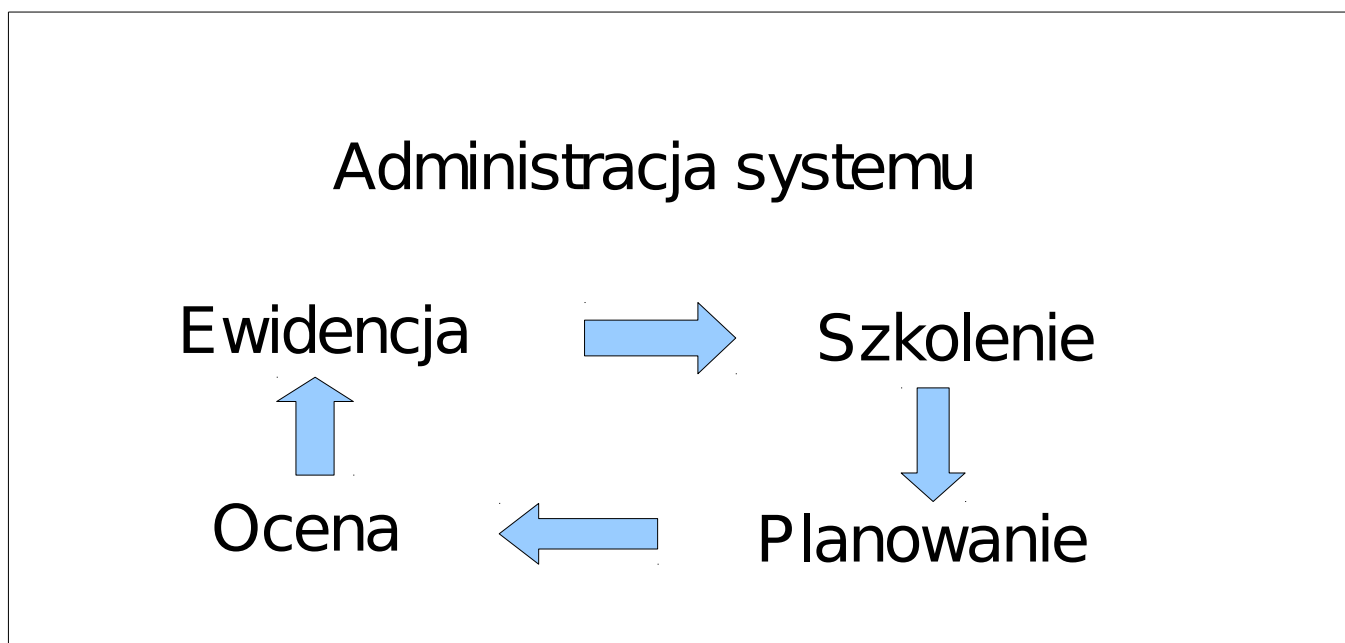 Administracja systemu
Ewidencja
Szkolenie
Ocena
Planowanie